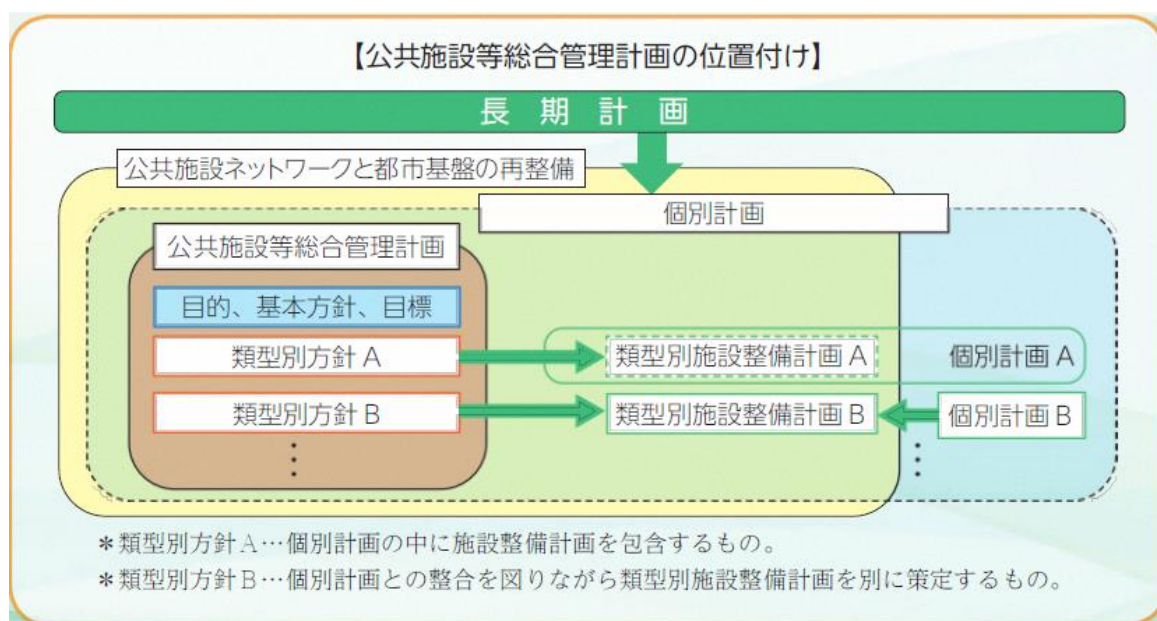 【公共施設等総合管理計画の位置付け】
長期計画
公共施設ネットワークと都市基盤の再整備
個別計画
公共施設等総合管理計画
目的、基本方針、目標
類型別方針 A
類型別施設整備計画 A
個別計画 A
類型別方針 B
類型別施設整備計画 B
個別計画 B
＊類型別方針A…個別計画の中に施設整備計画を包含するもの。
＊類型別方針B…個別計画との整合を図りながら類型別施設整備計画を別に策定するもの。